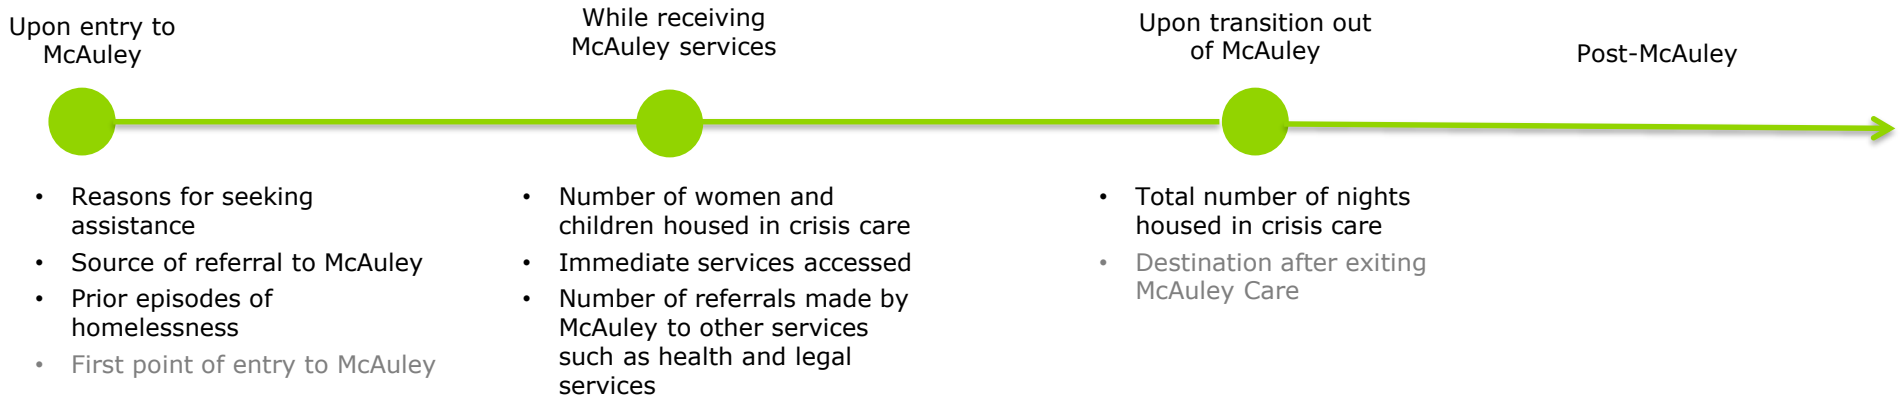 Upon entry to
McAuley
While receiving
McAuley services
Upon transition out
of McAuley
Post-McAuley
• Reasons for seeking
assistance
• Source of referral to McAuley
• Prior episodes of
homelessness
• First point of entry to McAuley
• Number of women and
children housed in crisis care
• Immediate services accessed
• Number of referrals made by
McAuley to other services
such as health and legal
services
• Total number of nights
housed in crisis care
• Destination after exiting
McAuley Care